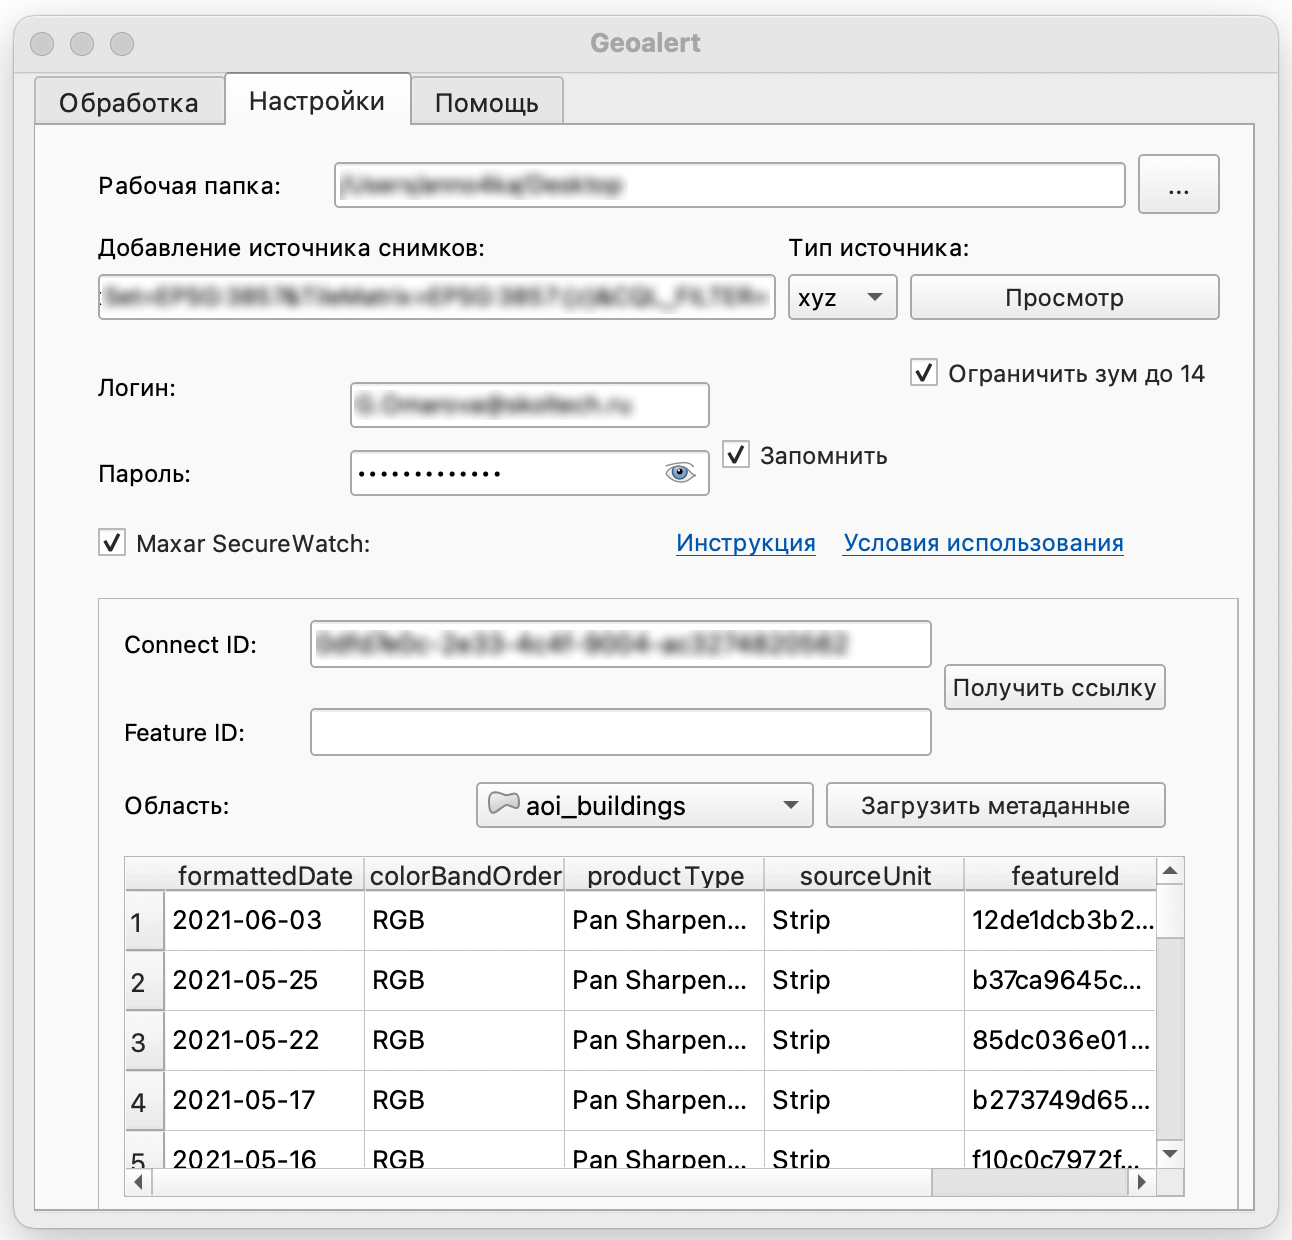 Geoalert
Обработка Настройки Помощь
Рабочая папка: ...
Добавление источника снимков: Тип источника:
xyz Просмотр
Логин: Ограничить зум до 14
Пароль: ••••••••••••• Запомнить
Maxar SecureWatch: Инструкция Условия использования
Connect ID:
Получить ссылку
Feature ID:
Область: aoi_buildings Загрузить метаданные
formattedDate colorBandOrder productType sourceUnit featureId
1 2021-06-03 RGB Pan Sharpen... Strip 12de1dcb3b2...
2 2021-05-25 RGB Pan Sharpen... Strip b37ca9645c...
3 2021-05-22 RGB Pan Sharpen... Strip 85dc036e01...
4 2021-05-17 RGB Pan Sharpen... Strip b273749d65...
5 2021-05-16 RGB Pan Sharpen... Strip f10c0c7972f...